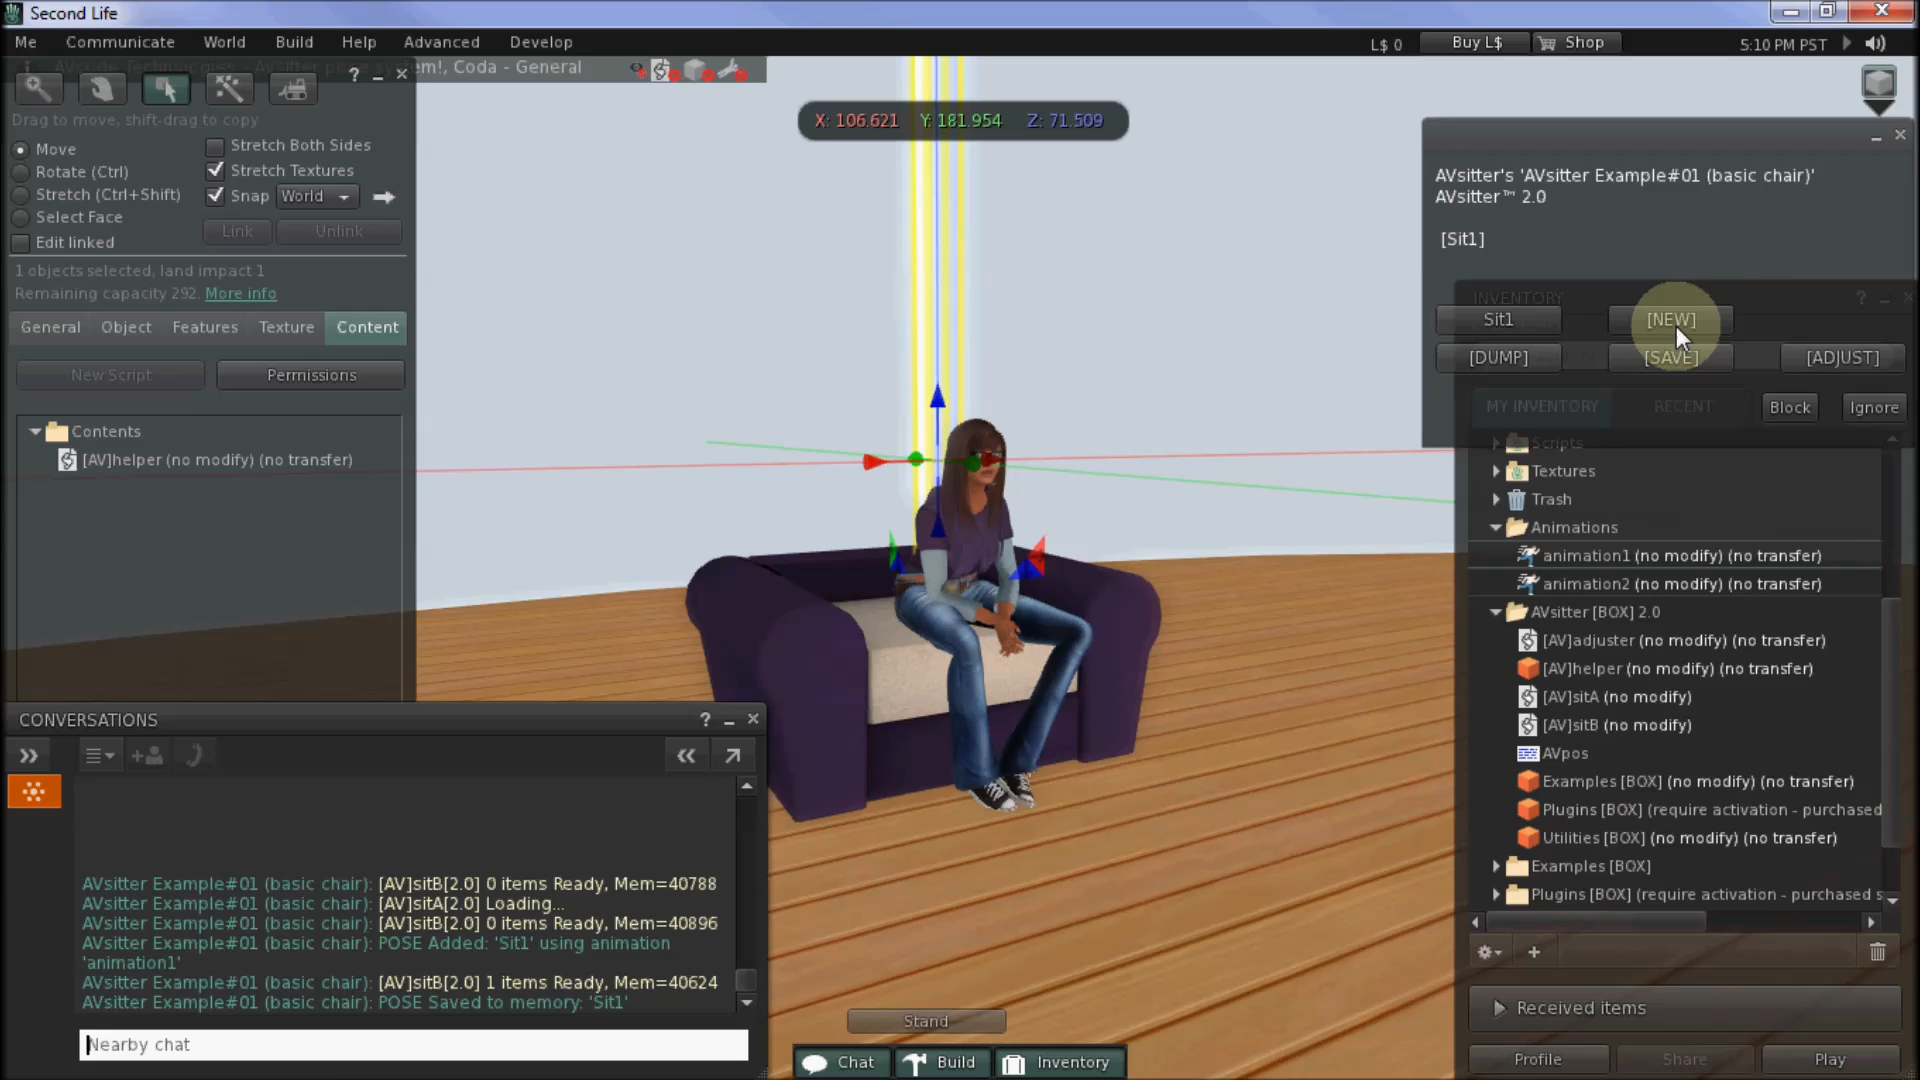 Second Life
Me Communicate World Build Help Advanced Develop
L$ 0 Buy L$ Shop 5:10 PM PST
em!, Coda - General
? _ ×
Drag to move, shift-drag to copy
Move
Rotate (Ctrl)
Stretch (Ctrl+Shift)
Select Face
Edit linked
Stretch Both Sides
Stretch Textures
Snap World
Link Unlink
1 objects selected, land impact 1
Remaining capacity 292. More info
General Object Features Texture Content
New Script Permissions
Contents
[AV]helper (no modify) (no transfer)
X: 106.621 Y: 181.954 Z: 71.509
AVsitter's 'AVsitter Example#01 (basic chair)'
AVsitter™ 2.0
[Sit1]
INVENTORY
Sit1 [NEW]
[DUMP] [SAVE] [ADJUST]
MY INVENTORY RECENT Block Ignore
Scripts
Textures
Trash
Animations
animation1 (no modify) (no transfer)
animation2 (no modify) (no transfer)
AVsitter [BOX] 2.0
[AV]adjuster (no modify) (no transfer)
[AV]helper (no modify) (no transfer)
[AV]sitA (no modify)
[AV]sitB (no modify)
AVpos
Examples [BOX] (no modify) (no transfer)
Plugins [BOX] (require activation - purchased
Utilities [BOX] (no modify) (no transfer)
Examples [BOX]
Plugins [BOX] (require activation - purchased s
Received items
Profile Share Play
CONVERSATIONS
AVsitter Example#01 (basic chair): [AV]sitB[2.0] 0 items Ready, Mem=40788
AVsitter Example#01 (basic chair): [AV]sitA[2.0] Loading...
AVsitter Example#01 (basic chair): [AV]sitB[2.0] 0 items Ready, Mem=40896
AVsitter Example#01 (basic chair): POSE Added: 'Sit1' using animation
'animation1'
AVsitter Example#01 (basic chair): [AV]sitB[2.0] 1 items Ready, Mem=40624
AVsitter Example#01 (basic chair): POSE Saved to memory: 'Sit1'
Nearby chat
Stand
Chat Build Inventory